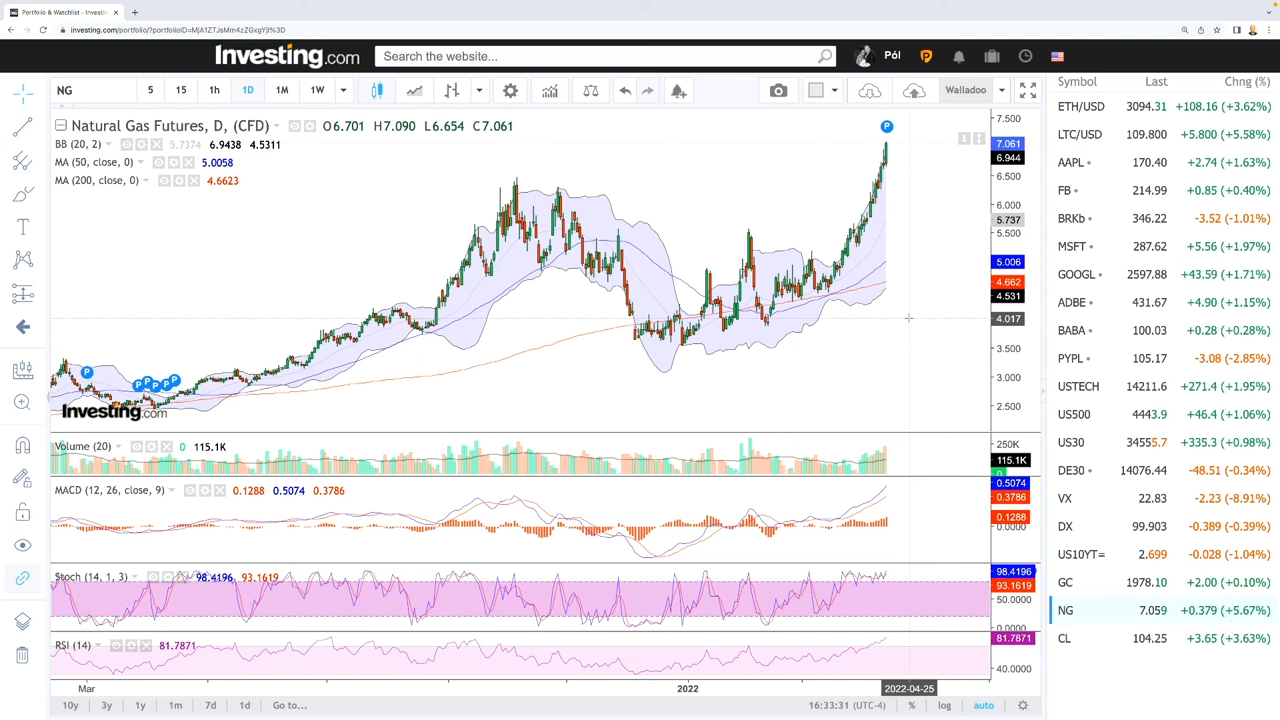 Portfolio & Watchlist - Investin
investing.com/portfolio/?portfolioID=MjA1ZTJsMm4zZGxgYjI%3D
Investing.com Search the website... Pól
NG 5 15 1h 1D 1M 1W Walladoo
Natural Gas Futures, D, (CFD) O6.701 H7.090 L6.654 C7.061
BB (20, 2) 5.7374 6.9438 4.5311
MA (50, close, 0) 5.0058
MA (200, close, 0) 4.6623
P
P
P
P
P
P
P
7.500
7.061
6.944
6.500
6.000
5.737
5.500
5.006
4.662
4.531
4.017
3.500
3.000
2.500
Investing.com
Volume (20) 0 115.1K
250K
115.1K
0
MACD (12, 26, close, 9) 0.1288 0.5074 0.3786
0.5074
0.3786
0.1288
0.0000
Stoch (14, 1, 3) 98.4196 93.1619
98.4196
93.1619
50.0000
0.0000
RSI (14) 81.7871
81.7871
40.0000
Mar 2022 2022-04-25
10y 3y 1y 1m 7d 1d Go to... 16:33:31 (UTC-4) % log auto
Symbol Last Chng (%)
ETH/USD 3094.31 +108.16 (+3.62%)
LTC/USD 109.800 +5.800 (+5.58%)
AAPL 170.40 +2.74 (+1.63%)
FB 214.99 +0.85 (+0.40%)
BRKb 346.22 -3.52 (-1.01%)
MSFT 287.62 +5.56 (+1.97%)
GOOGL 2597.88 +43.59 (+1.71%)
ADBE 431.67 +4.90 (+1.15%)
BABA 100.03 +0.28 (+0.28%)
PYPL 105.17 -3.08 (-2.85%)
USTECH 14211.6 +271.4 (+1.95%)
US500 4443.9 +46.4 (+1.06%)
US30 34555.7 +335.3 (+0.98%)
DE30 14076.44 -48.51 (-0.34%)
VX 22.83 -2.23 (-8.91%)
DX 99.903 -0.389 (-0.39%)
US10YT= 2.699 -0.028 (-1.04%)
GC 1978.10 +2.00 (+0.10%)
NG 7.059 +0.379 (+5.67%)
CL 104.25 +3.65 (+3.63%)